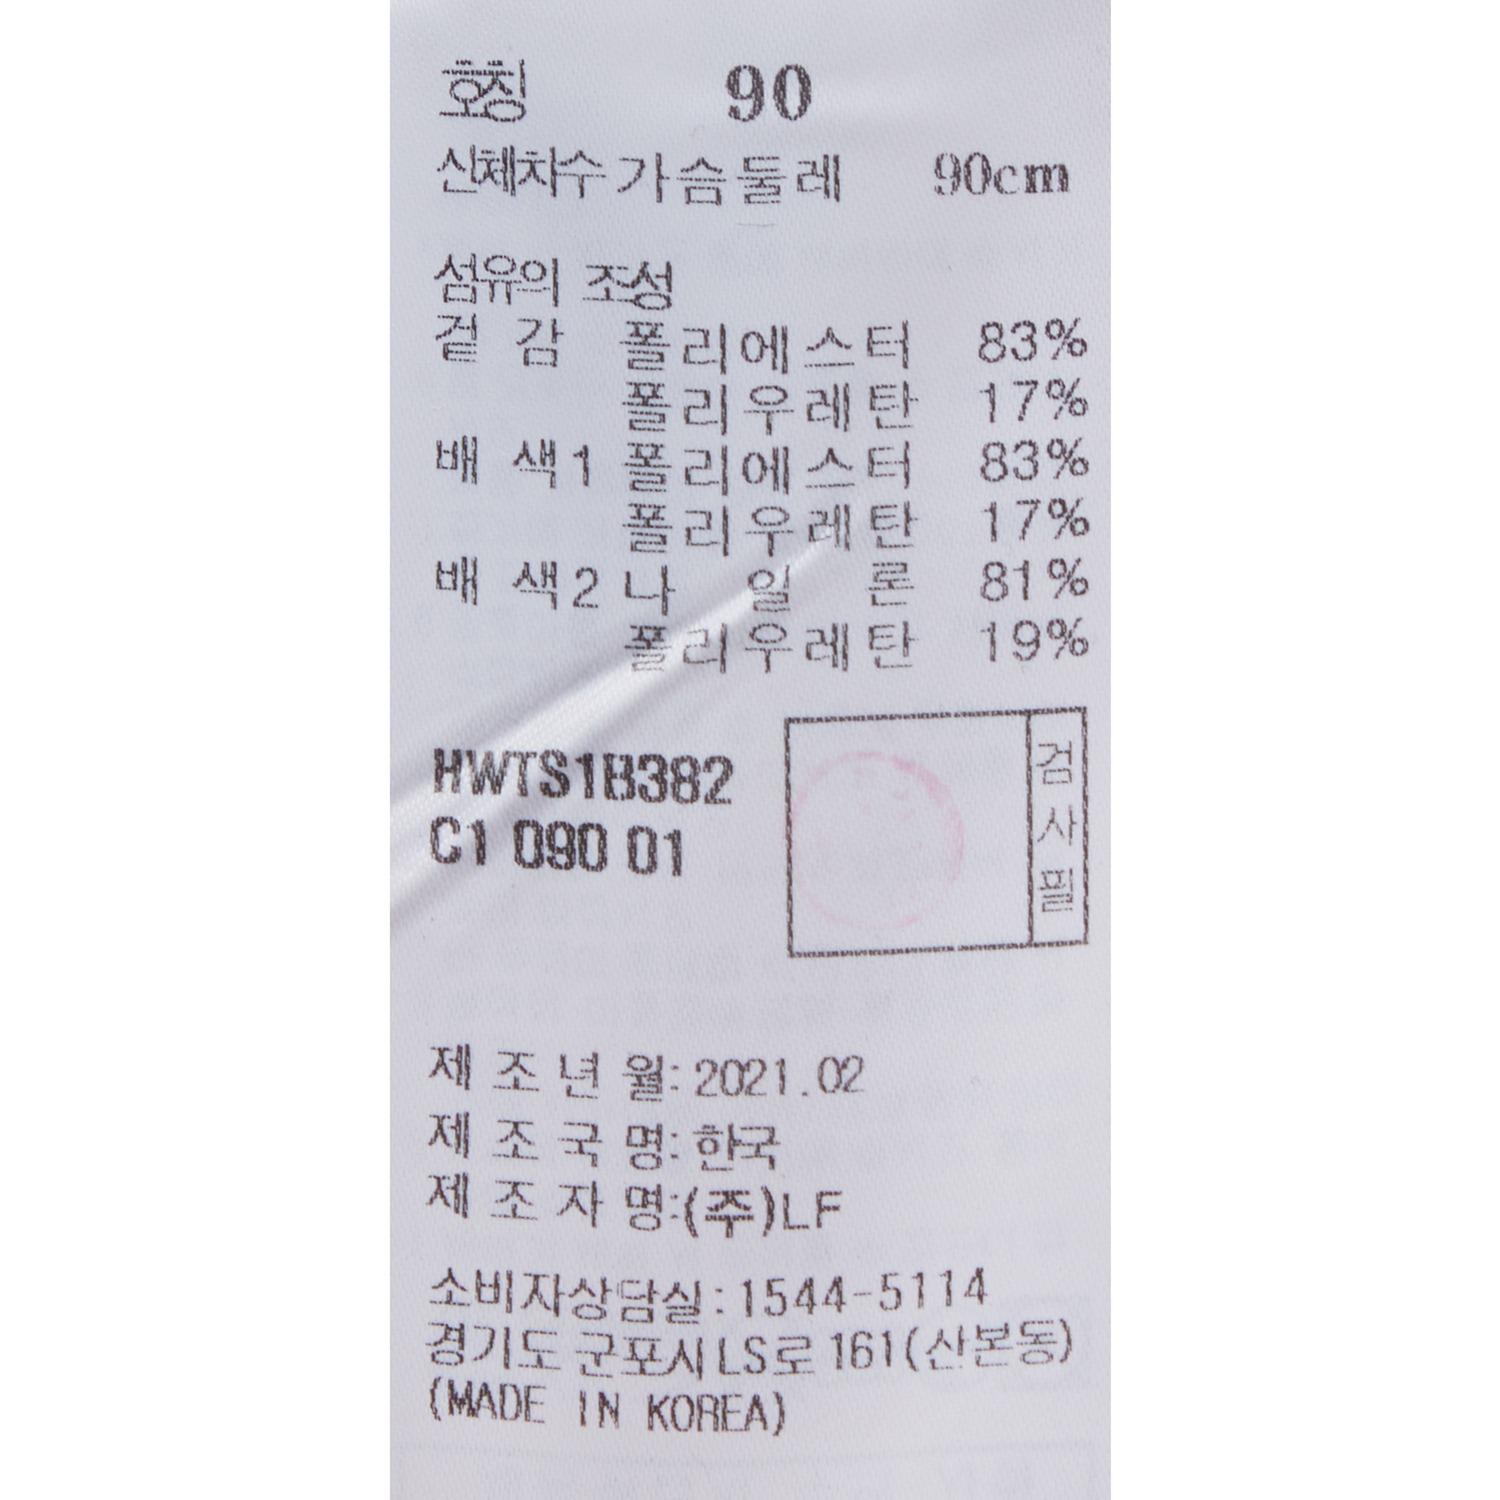 호칭 90
신체치수 가슴둘레 90cm
섬유의 조성
겉 감 폴리에스터 83%
폴리우레탄 17%
배 색1 폴리에스터 83%
폴리우레탄 17%
배 색2 나 일 론 81%
폴리우레탄 19%
HWTS1B382
C1 090 01
검사필
제 조 년 월: 2021.02
제 조 국 명: 한국
제 조 자 명:(주)LF
소비자상담실:1544-5114
경기도 군포시 LS로 161(산본동)
(MADE IN KOREA)